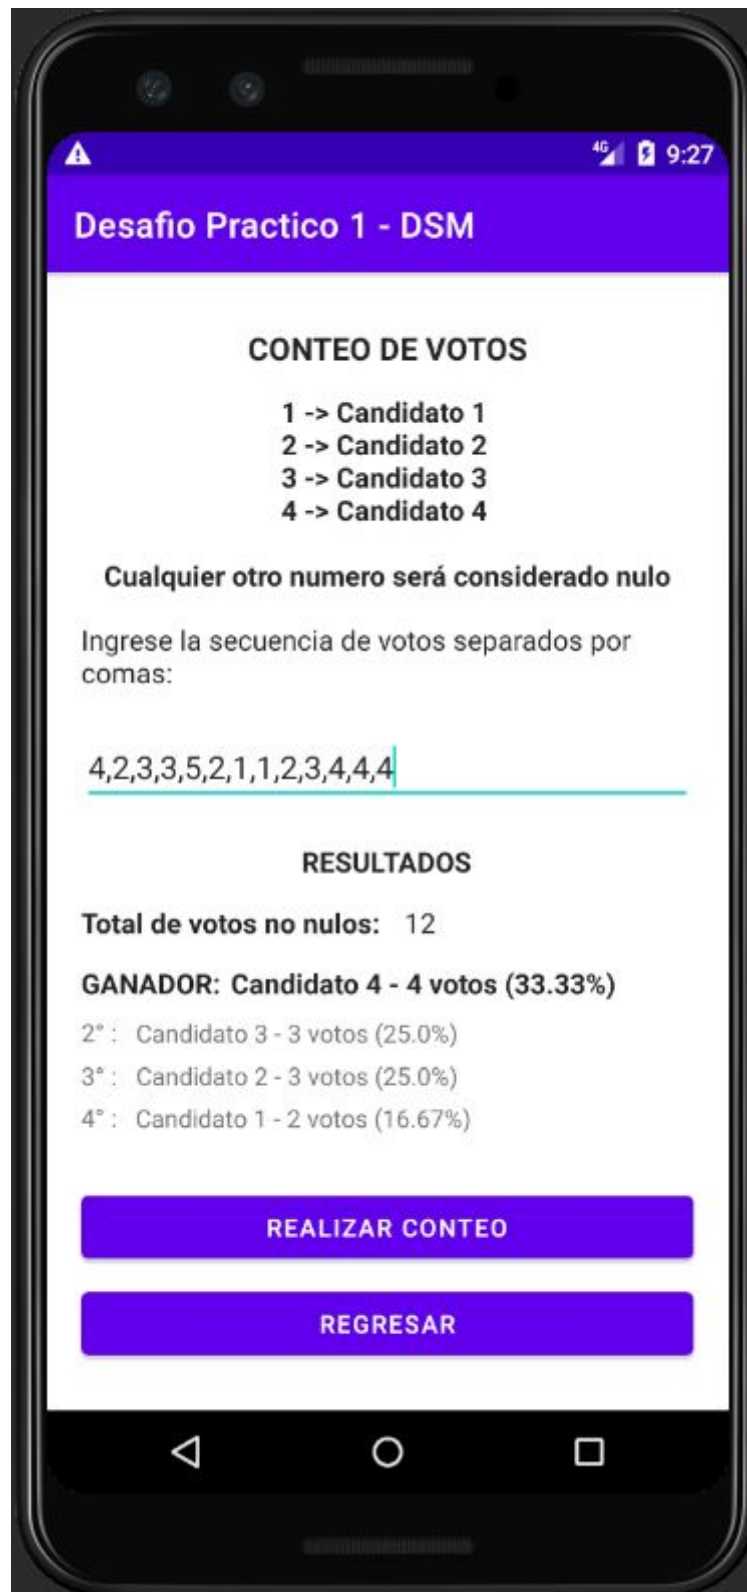 4G 9:27
Desafio Practico 1 - DSM
CONTEO DE VOTOS
1 -> Candidato 1
2 -> Candidato 2
3 -> Candidato 3
4 -> Candidato 4
Cualquier otro numero será considerado nulo
Ingrese la secuencia de votos separados por
comas:
4,2,3,3,5,2,1,1,2,3,4,4,4
RESULTADOS
Total de votos no nulos: 12
GANADOR: Candidato 4 - 4 votos (33.33%)
2° : Candidato 3 - 3 votos (25.0%)
3° : Candidato 2 - 3 votos (25.0%)
4° : Candidato 1 - 2 votos (16.67%)
REALIZAR CONTEO
REGRESAR